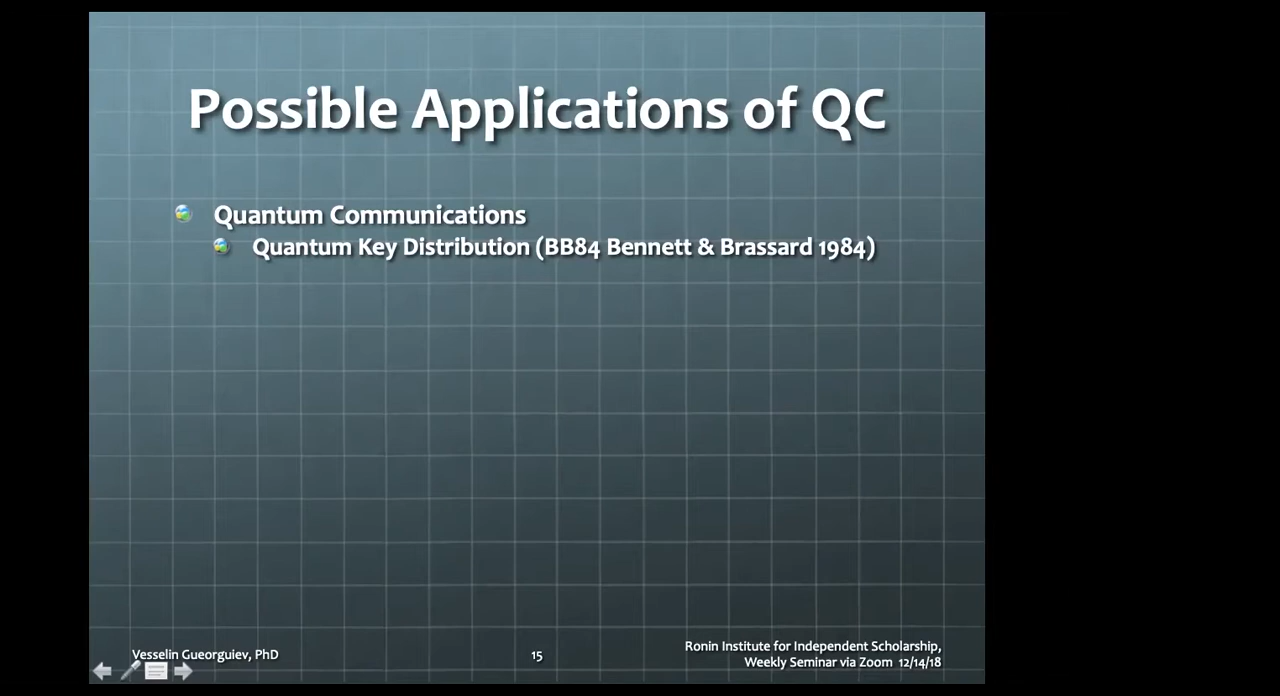 Possible Applications of QC
Quantum Communications
Quantum Key Distribution (BB84 Bennett & Brassard 1984)
Vesselin Gueorguiev, PhD
15
Ronin Institute for Independent Scholarship,
Weekly Seminar via Zoom 12/14/18